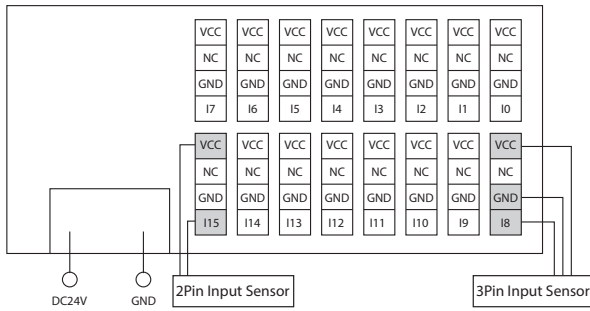 VCC VCC VCC VCC VCC VCC VCC VCC
NC NC NC NC NC NC NC NC
GND GND GND GND GND GND GND GND
I7 I6 I5 I4 I3 I2 I1 I0
VCC VCC VCC VCC VCC VCC VCC VCC
NC NC NC NC NC NC NC NC
GND GND GND GND GND GND GND GND
I15 I14 I13 I12 I11 I10 I9 I8
DC24V GND 2Pin Input Sensor 3Pin Input Sensor